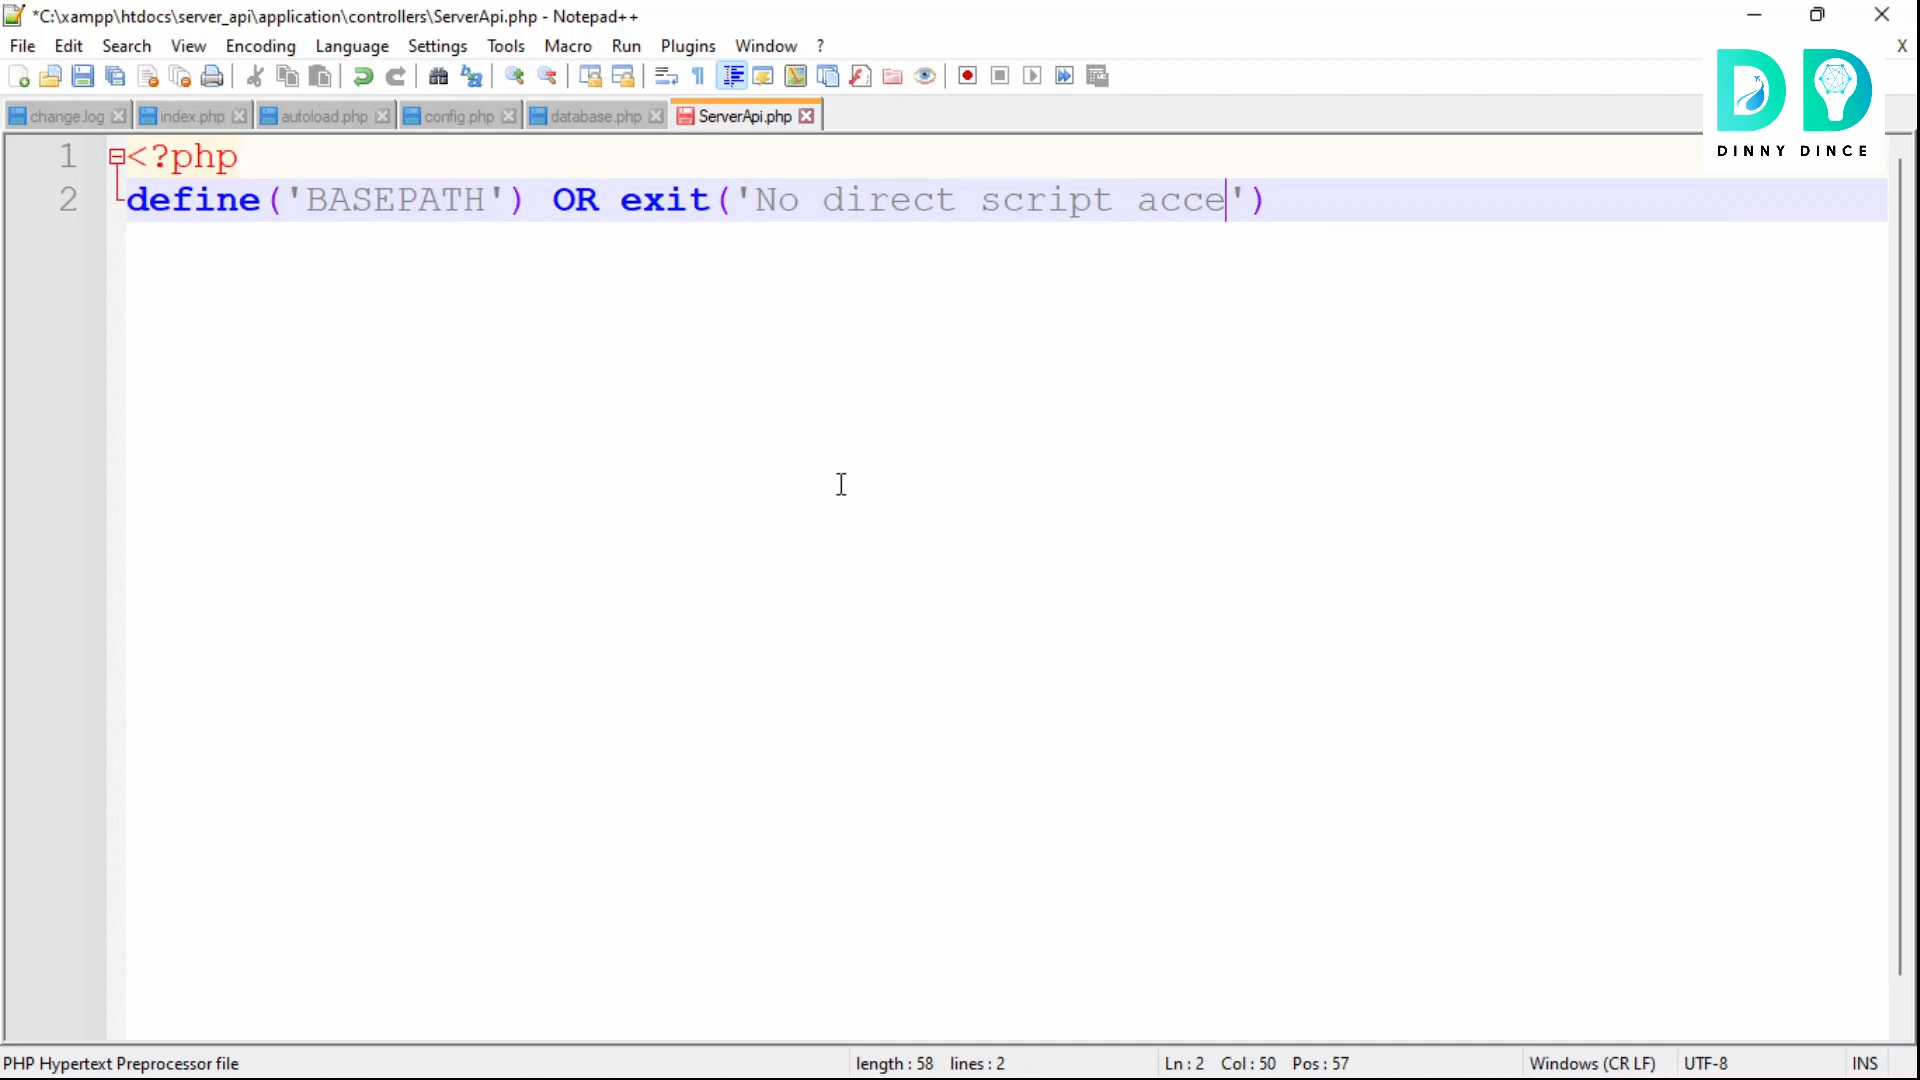 *C:\xampp\htdocs\server_api\application\controllers\ServerApi.php - Notepad++
File Edit Search View Encoding Language Settings Tools Macro Run Plugins Window ? X
change.log index.php autoload.php config.php database.php ServerApi.php
DINNY DINCE
1 <?php
2 define('BASEPATH') OR exit('No direct script acce')
PHP Hypertext Preprocessor file length : 58 lines : 2 Ln : 2 Col : 50 Pos : 57 Windows (CR LF) UTF-8 INS